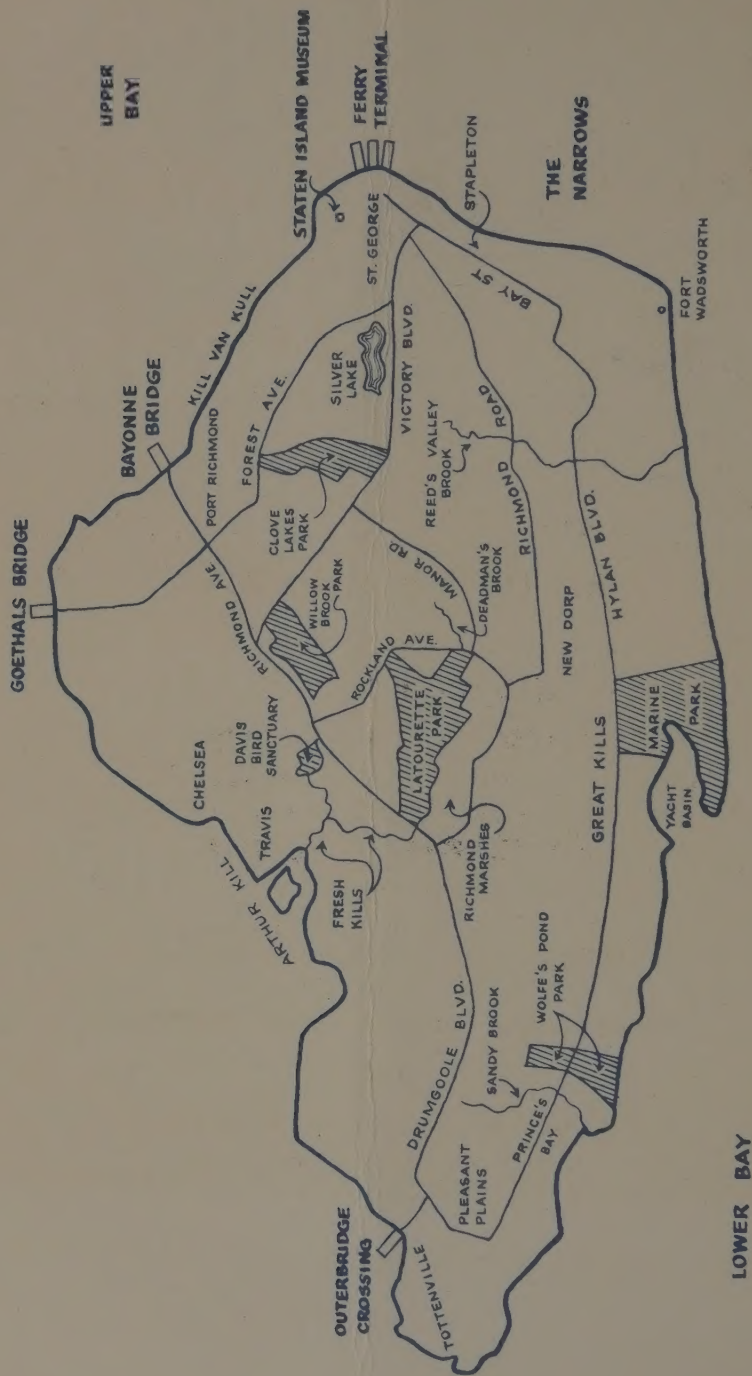 UPPER
BAY
STATEN ISLAND MUSEUM
FERRY
TERMINAL
ST. GEORGE
STAPLETON
THE
NARROWS
BAY ST
FORT
WADSWORTH
GOETHALS BRIDGE
BAYONNE
BRIDGE
KILL VAN KULL
PORT RICHMOND
FOREST AVE.
SILVER
LAKE
VICTORY BLVD.
CLOVE
LAKES
PARK
REED'S VALLEY
BROOK
RICHMOND ROAD
RICHMOND AVE.
WILLOW
BROOK
PARK
MANOR RD.
DEADMAN'S
BROOK
ROCKLAND AVE.
NEW DORP
HYLAN BLVD.
CHELSEA
DAVIS
BIRD
SANCTUARY
LATOURETTE
PARK
TRAVIS
ARTHUR KILL
FRESH
KILLS
RICHMOND
MARSHES
GREAT KILLS
MARINE
PARK
YACHT
BASIN
DRUMGOOLE BLVD.
SANDY BROOK
WOLFE'S POND
PARK
PRINCE'S
BAY
PLEASANT
PLAINS
OUTERBRIDGE
CROSSING
TOTTENVILLE
LOWER BAY